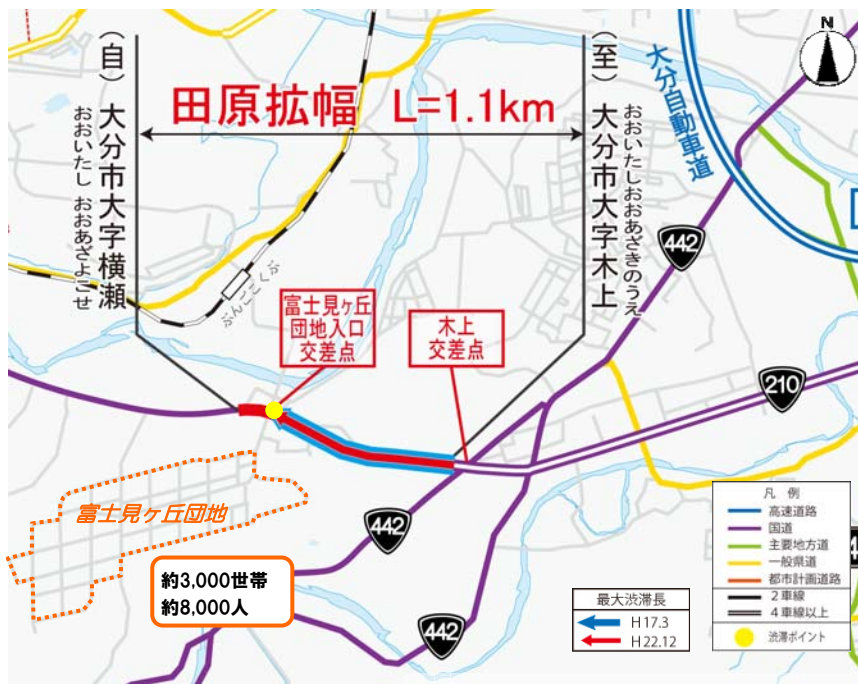 N
(自)大分市大字横瀬
おおいたし おおあざよこせ
田原拡幅 L=1.1km
(至)大分市大字木上
おおいたしおおあざきのうえ
大分自動車道
442
ぶんごこくぶ
富士見ヶ丘
団地入口
交差点
木上
交差点
210
富士見ヶ丘団地
442
約3,000世帯
約8,000人
442
最大渋滞長
H17.3
H22.12
凡 例
高速道路
国道
主要地方道
一般県道
都市計画道路
2車線
4車線以上
渋滞ポイント